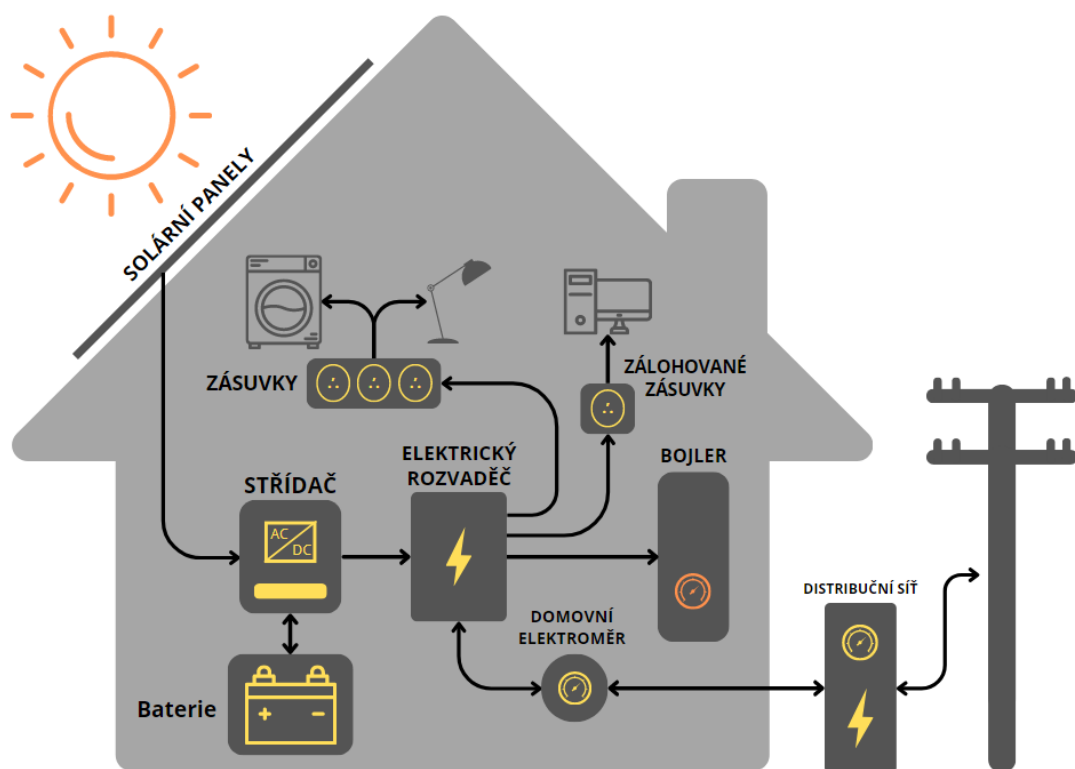 SOLÁRNÍ PANELY
ZÁSUVKY
ZÁLOHOVANÉ
ZÁSUVKY
ELEKTRICKÝ
ROZVADĚČ
BOJLER
STŘÍDAČ
AC
DC
DOMOVNÍ
ELEKTROMĚR
DISTRIBUČNÍ SÍŤ
Baterie
+ −